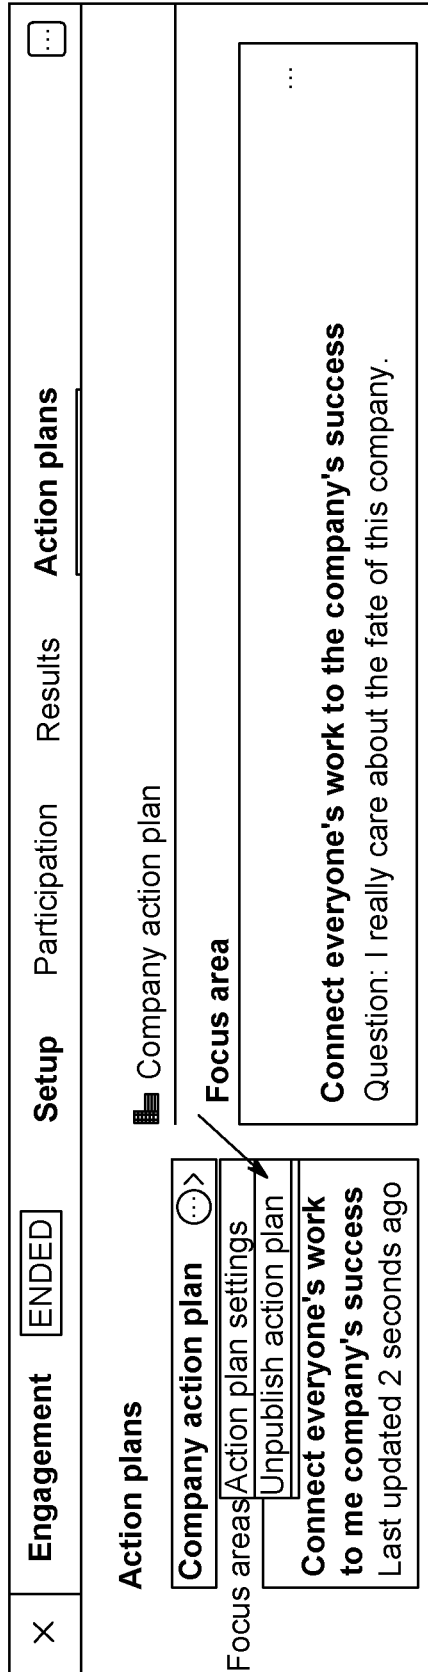 × Engagement ENDED Setup Participation Results Action plans ...
Action plans
Company action plan
Company action plan ... >
Focus areas
Action plan settings
Unpublish action plan
Connect everyone's work
to me company's success
Last updated 2 seconds ago
Focus area
...
Connect everyone's work to the company's success
Question: I really care about the fate of this company.